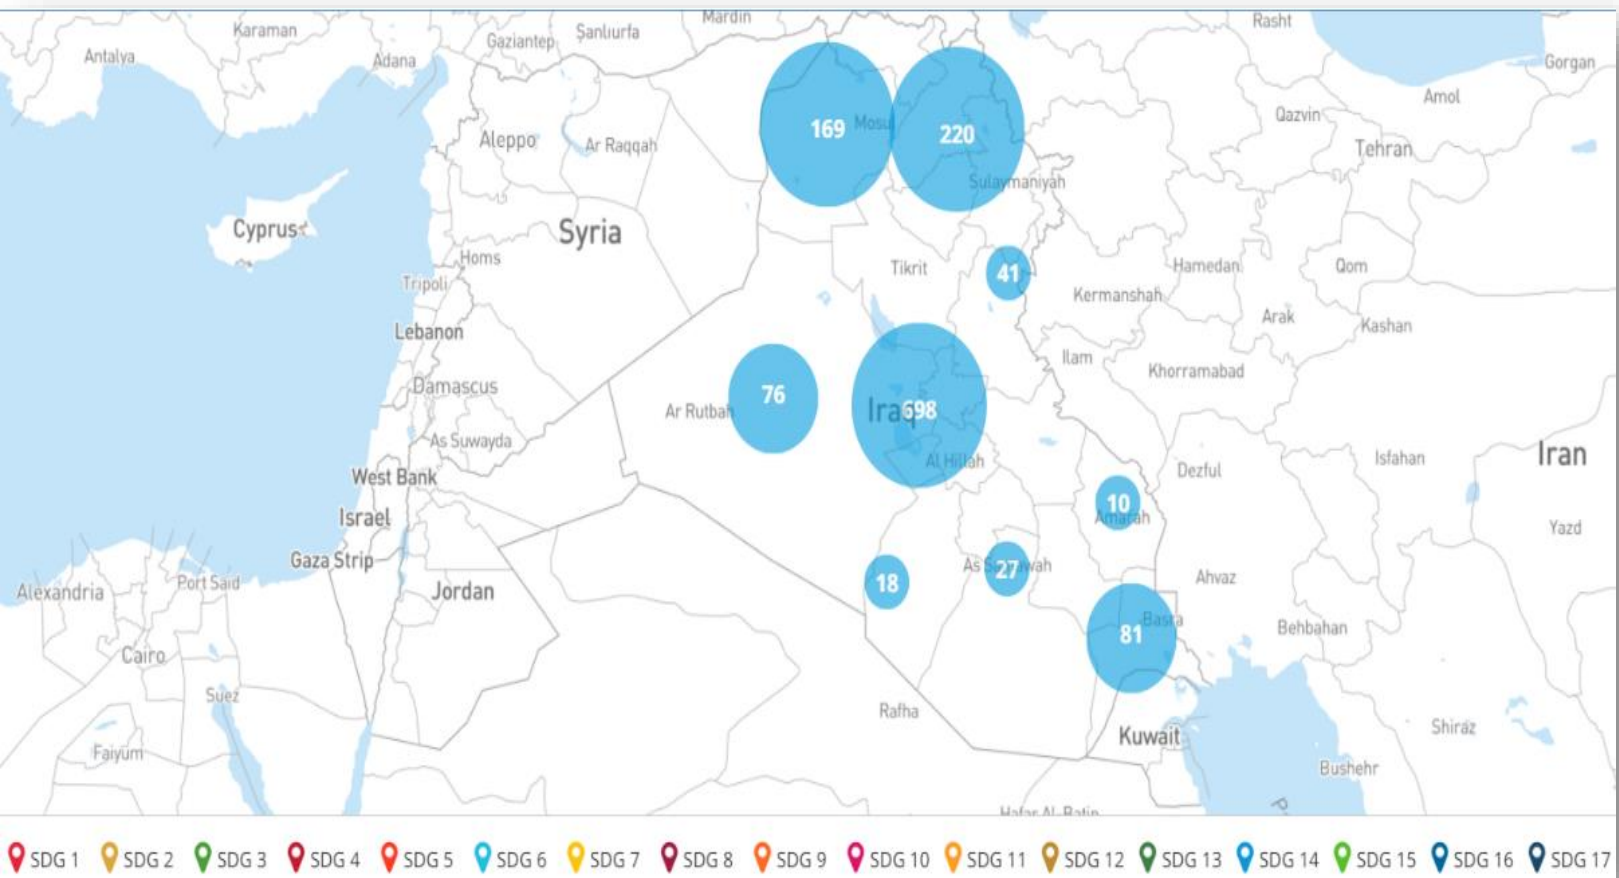 Mardin
Karaman
Antalya
Adana
Gaziantep
Şanlıurfa
Rasht
Gorgan
Amol
Qazvin
Tehran
169
Mosul
220
Aleppo
Ar Raqqah
Sulaymaniyah
Cyprus
Syria
Homs
Tikrit
41
Hamedan
Qom
Tripoli
Kermanshah
Lebanon
Arak
Kashan
Ilam
Khorramabad
Damascus
76
Ar Rutbah
Iraq
698
As Suwayda
Al Hillah
Isfahan
Iran
Dezful
West Bank
10
Amarah
Israel
Yazd
Gaza Strip
18
27
Ahvaz
Alexandria
Port Said
Jordan
Basra
81
Behbahan
Cairo
Suez
Rafha
Kuwait
Shiraz
Faiyum
Bushehr
Hafar Al-Batin
SDG 1 SDG 2 SDG 3 SDG 4 SDG 5 SDG 6 SDG 7 SDG 8 SDG 9 SDG 10 SDG 11 SDG 12 SDG 13 SDG 14 SDG 15 SDG 16 SDG 17